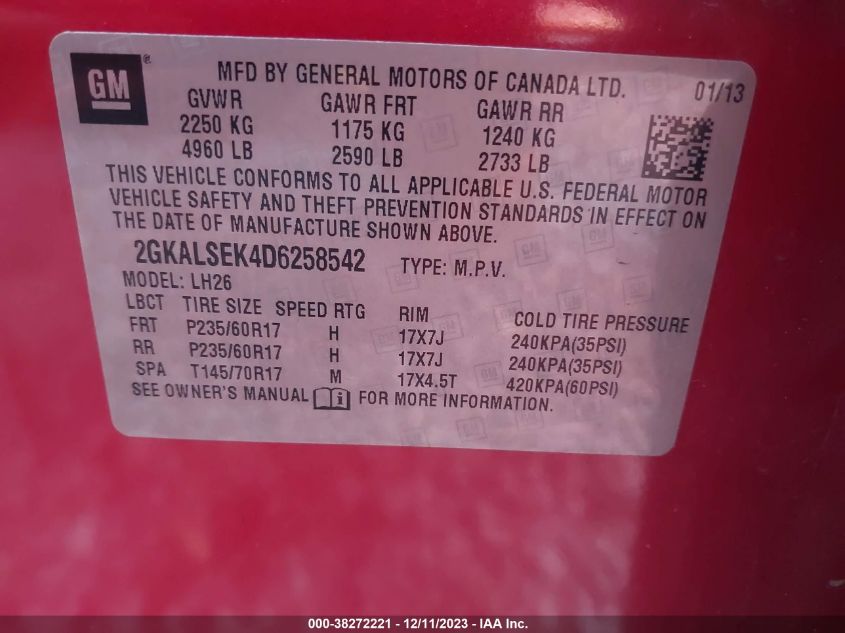 GM ® MFD BY GENERAL MOTORS OF CANADA LTD. 01/13
GVWR GAWR FRT GAWR RR
2250 KG 1175 KG 1240 KG
4960 LB 2590 LB 2733 LB
THIS VEHICLE CONFORMS TO ALL APPLICABLE U.S. FEDERAL MOTOR
VEHICLE SAFETY AND THEFT PREVENTION STANDARDS IN EFFECT ON
THE DATE OF MANUFACTURE SHOWN ABOVE.
2GKALSEK4D6258542 TYPE: M.P.V.
MODEL: LH26
LBCT TIRE SIZE SPEED RTG RIM COLD TIRE PRESSURE
FRT P235/60R17 H 17X7J 240KPA(35PSI)
RR P235/60R17 H 17X7J 240KPA(35PSI)
SPA T145/70R17 M 17X4.5T 420KPA(60PSI)
SEE OWNER'S MANUAL i FOR MORE INFORMATION.
000-38272221 - 12/11/2023 - IAA Inc.